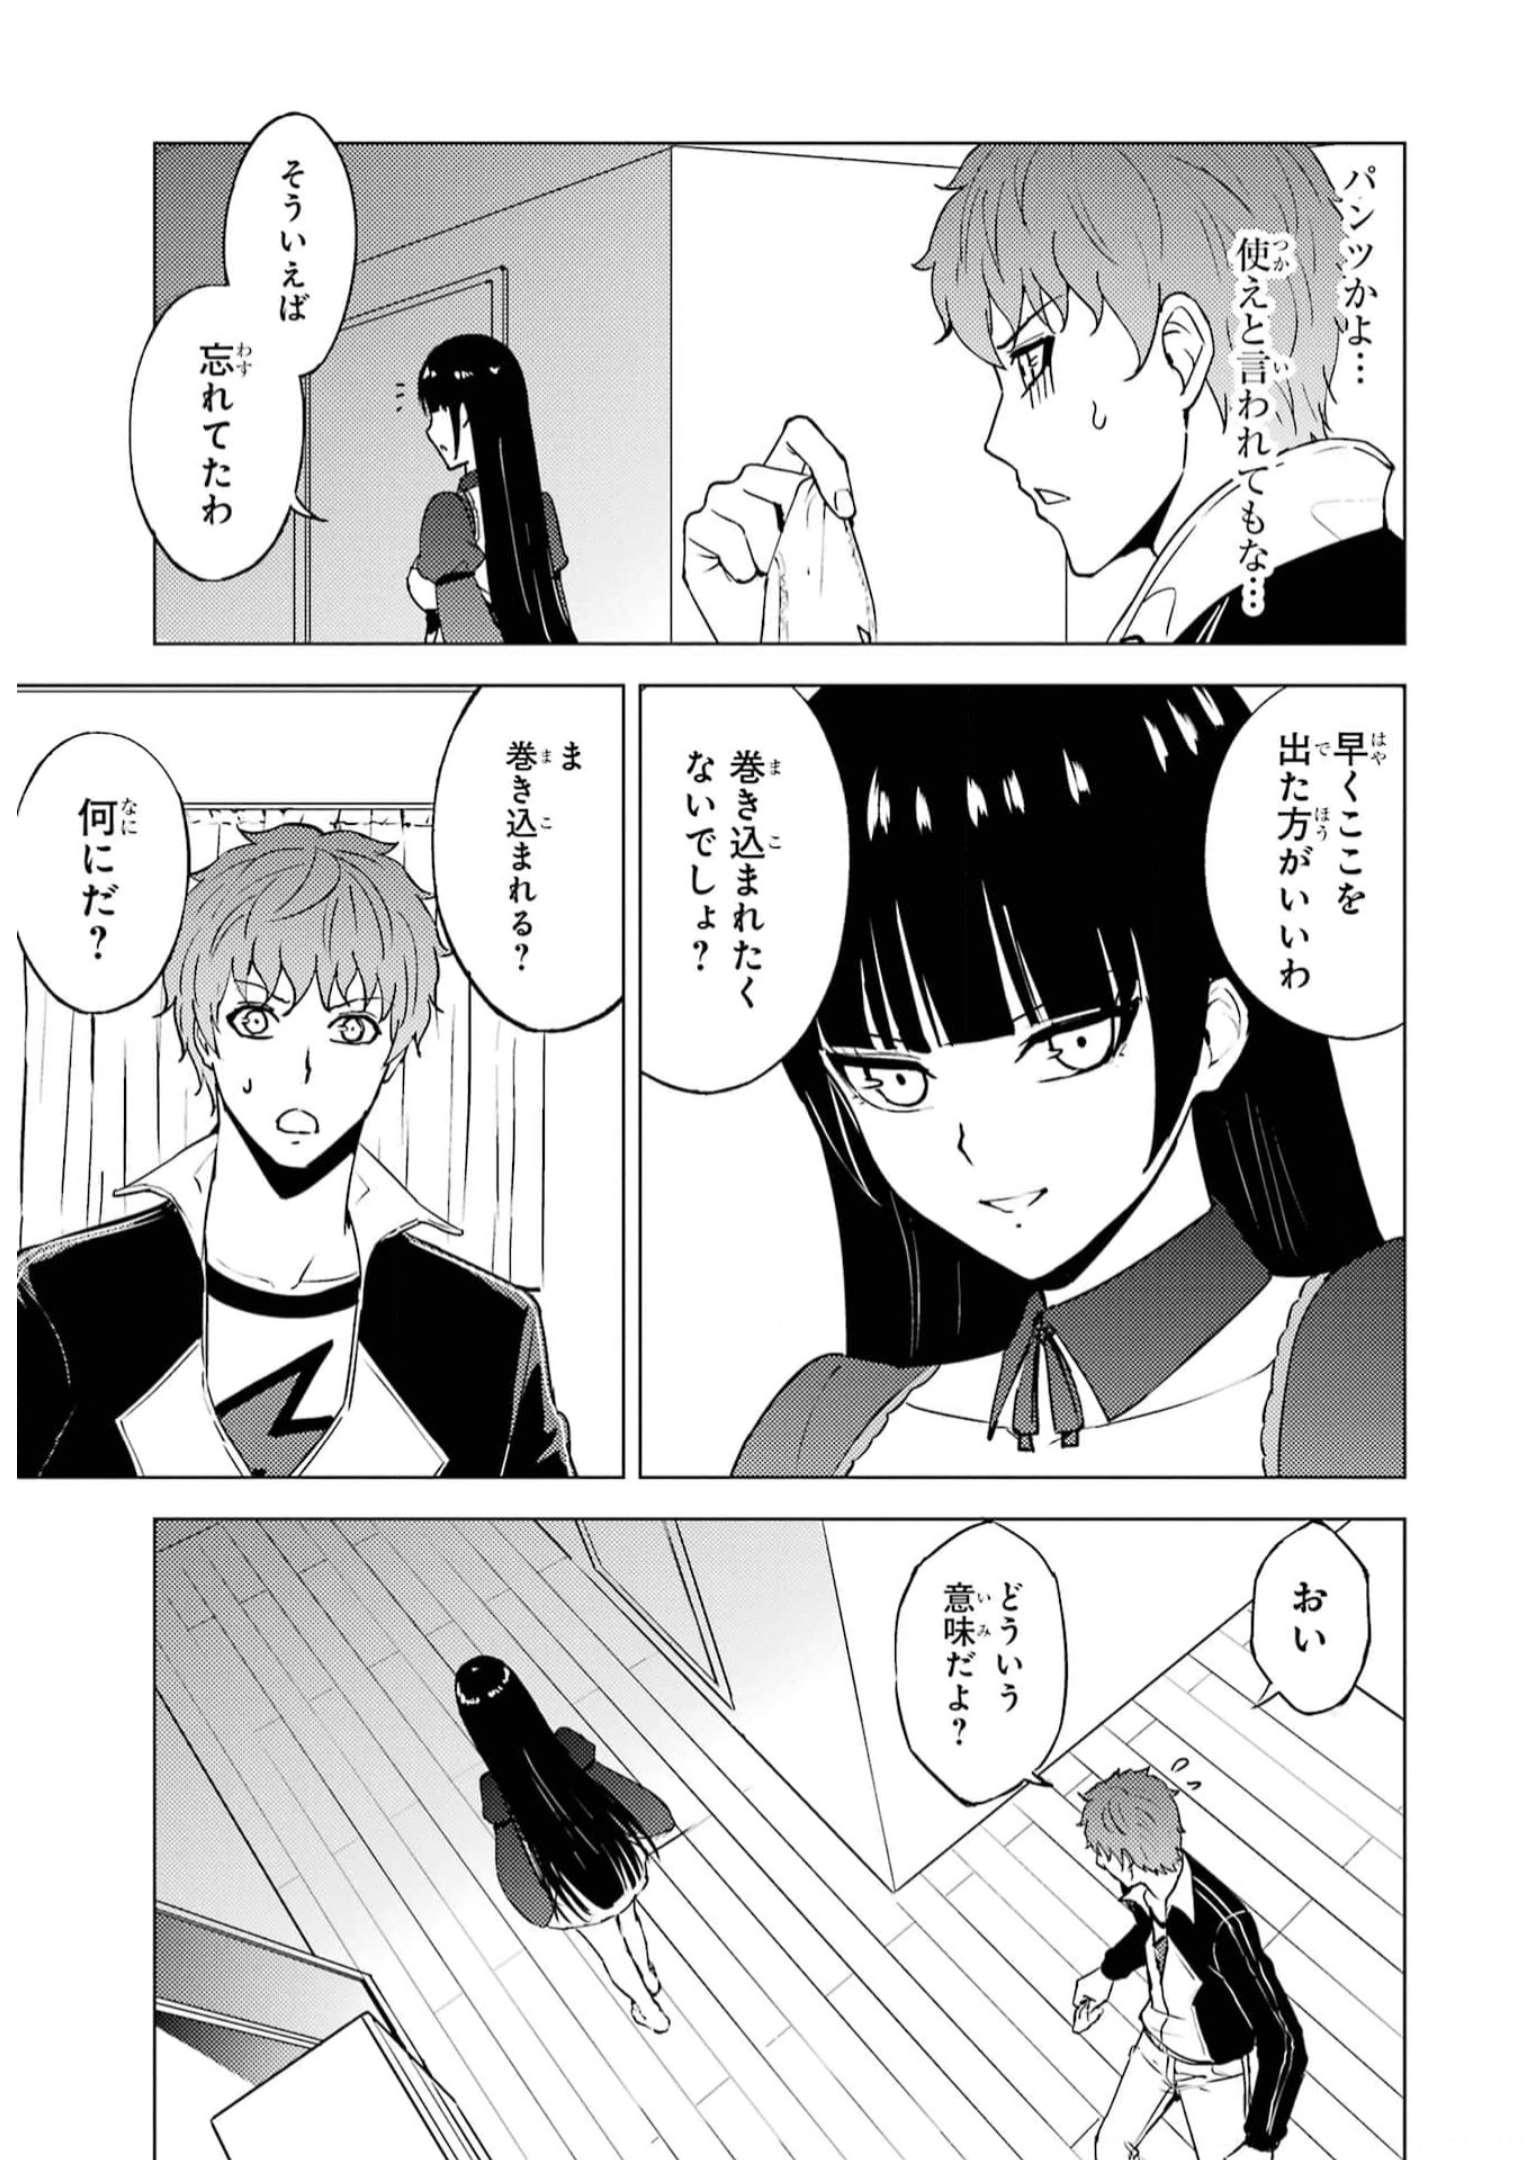 パンツかよ…
使えと言われてもな…
そういえば
忘れてたわ
早くここを
出た方がいいわ
巻き込まれたく
ないでしょ？
ま
巻き込まれる？
何にだ？
おい
どういう
意味だよ？